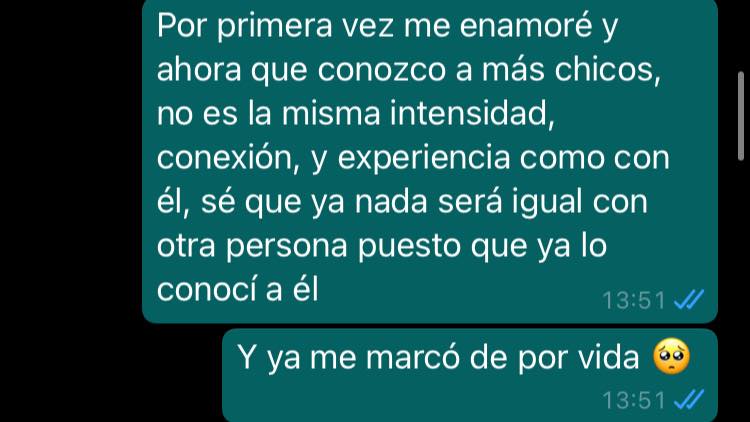 Por primera vez me enamoré y
ahora que conozco a más chicos,
no es la misma intensidad,
conexión, y experiencia como con
él, sé que ya nada será igual con
otra persona puesto que ya lo
conocí a él
13:51
Y ya me marcó de por vida 🥺
13:51